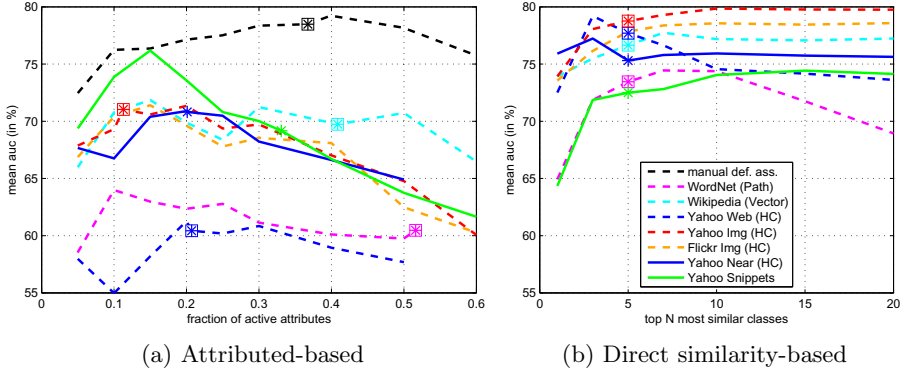 80
75
70
65
60
55
mean auc (in %)
0
0.1
0.2
0.3
0.4
0.5
0.6
fraction of active attributes
(a) Attributed-based
80
75
70
65
60
55
mean auc (in %)
0
5
10
15
20
top N most similar classes
manual def. ass.
WordNet (Path)
Wikipedia (Vector)
Yahoo Web (HC)
Yahoo Img (HC)
Flickr Img (HC)
Yahoo Near (HC)
Yahoo Snippets
(b) Direct similarity-based